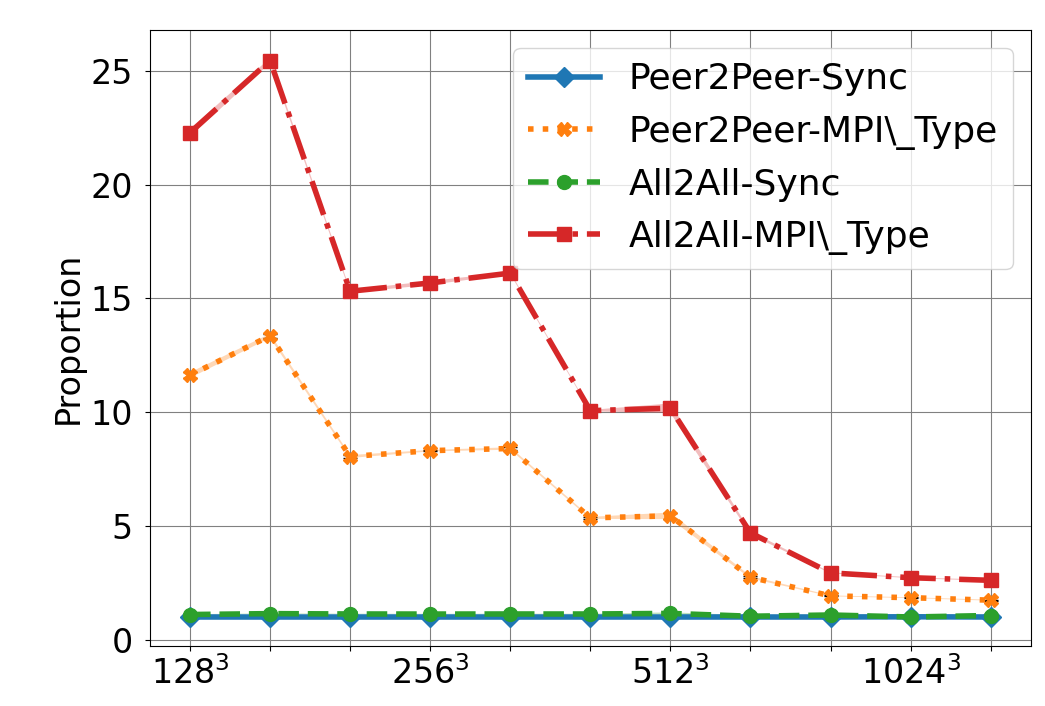 Proportion
25
20
15
10
5
0
128³
256³
512³
1024³
Peer2Peer-Sync
Peer2Peer-MPI\_Type
All2All-Sync
All2All-MPI\_Type